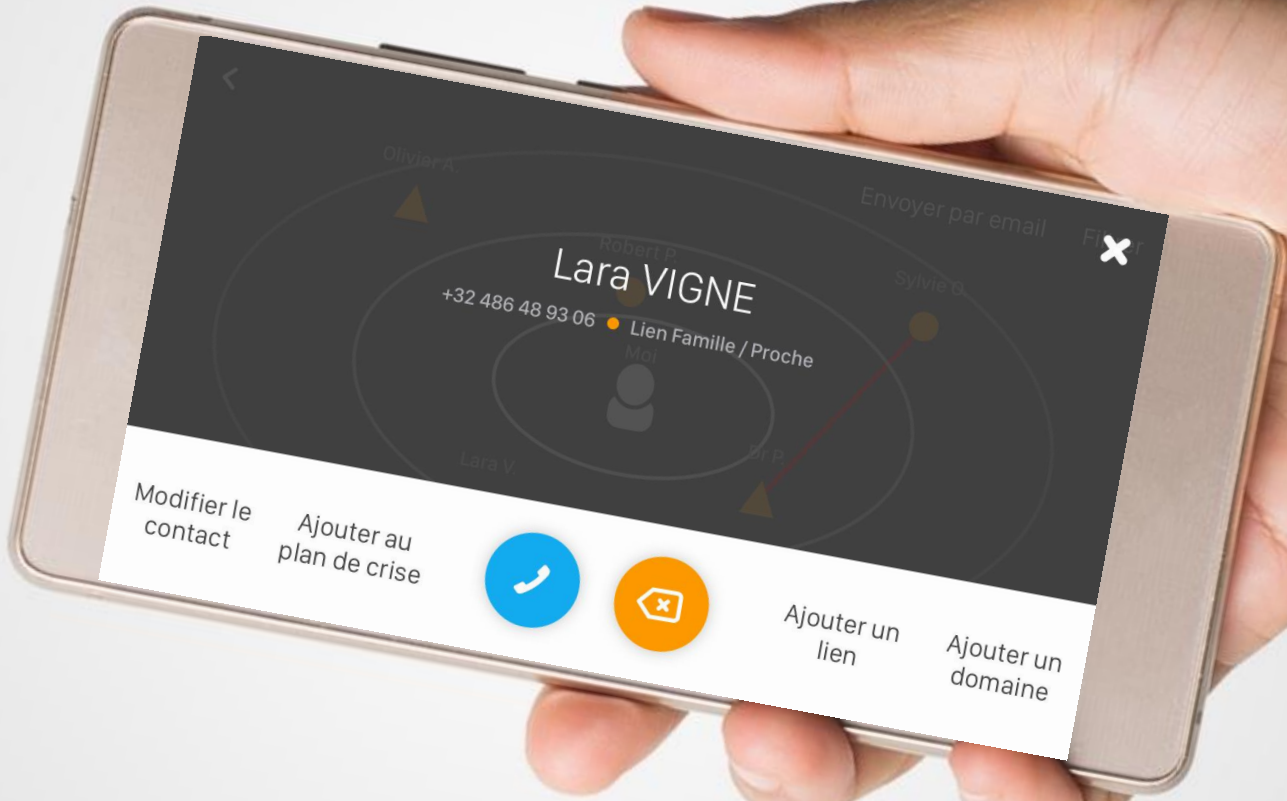 Olivier A.
Envoyer par email
Robert P.
Sylvie G.
Lara VIGNE
+32 486 48 93 06
Lien Famille / Proche
Moi
Lara V.
Dr P.
Modifier le
contact
Ajouter au
plan de crise
Ajouter un
lien
Ajouter un
domaine